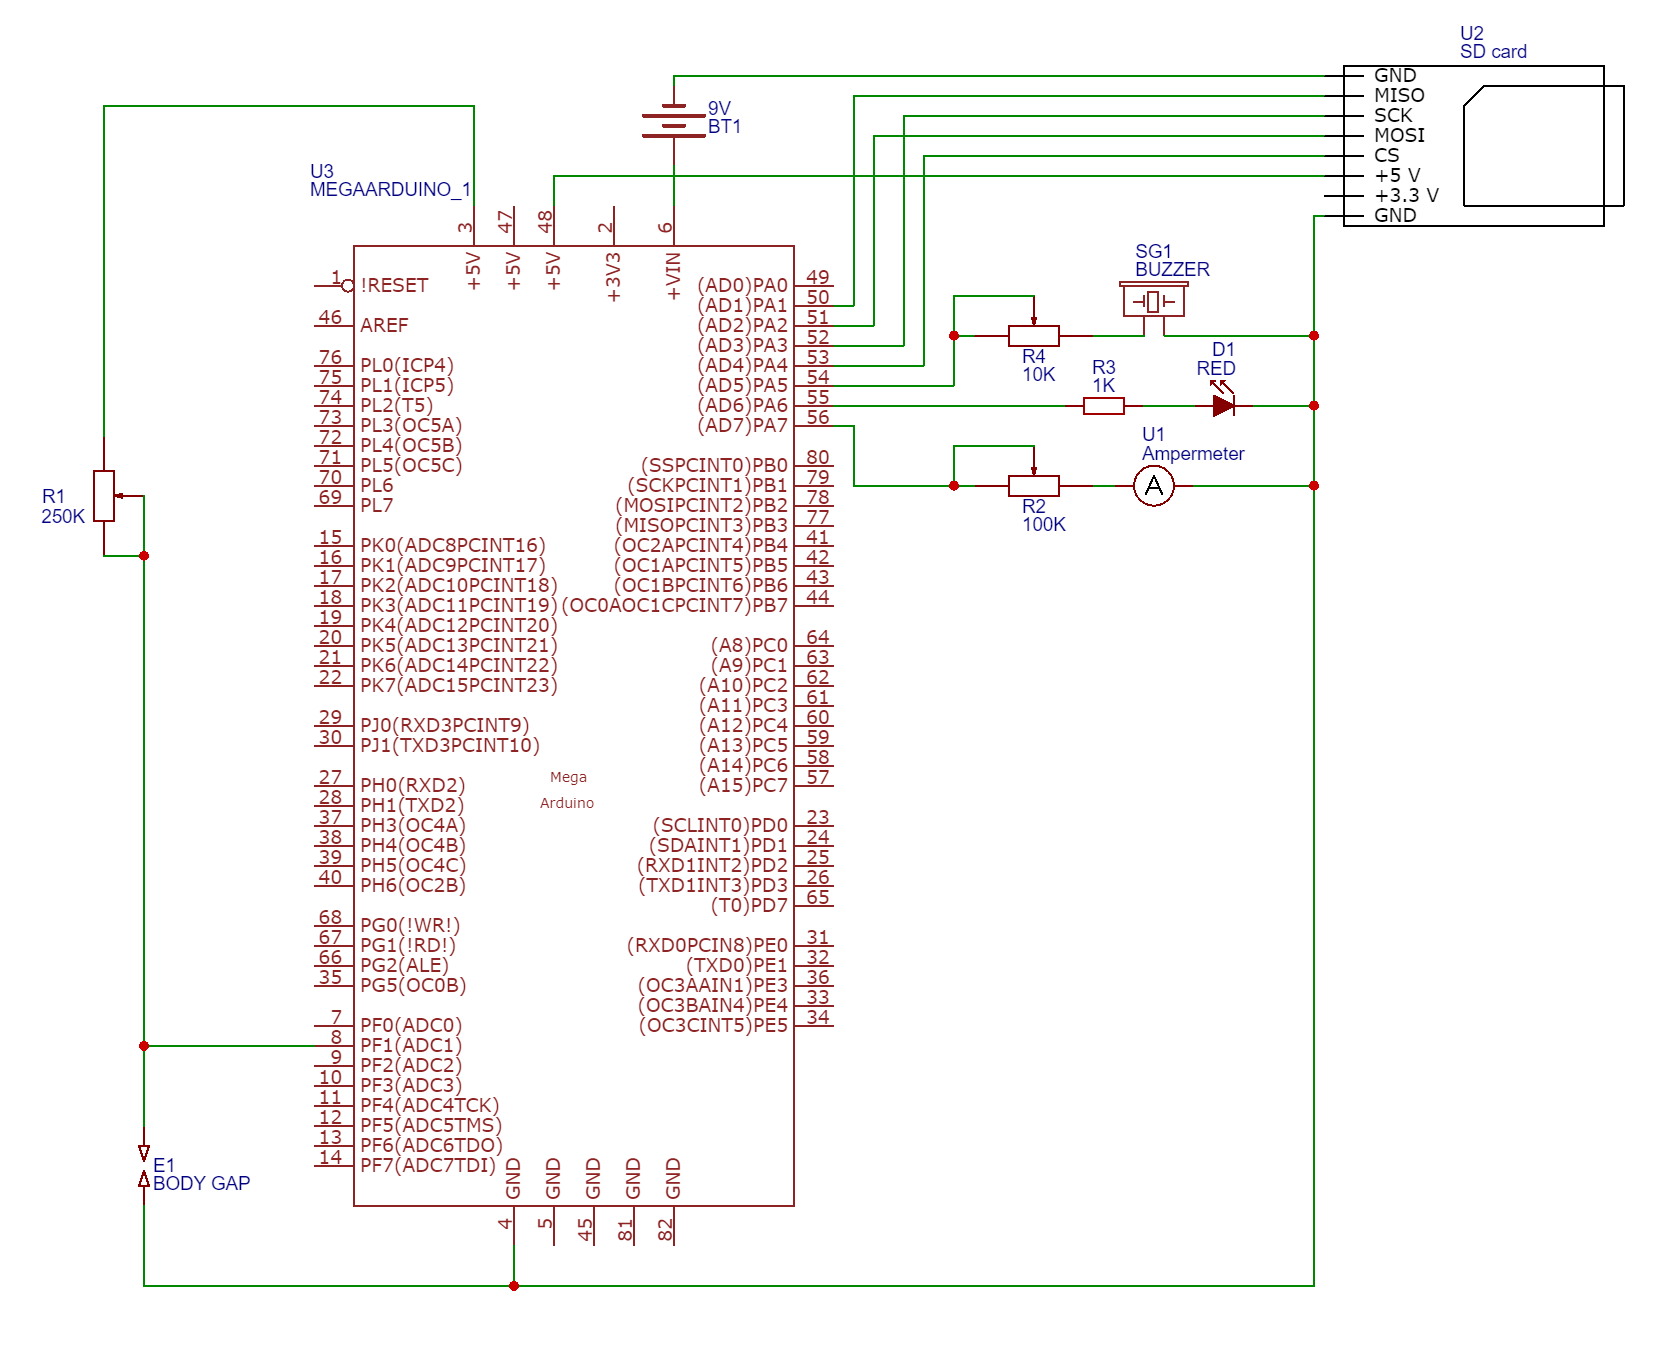 U2
SD card
GND
MISO
SCK
MOSI
CS
+5 V
+3.3 V
GND
9V
BT1
U3
MEGAARDUINO_1
3
47
48
2
6
+5V
+5V
+5V
+3V3
+VIN
SG1
BUZZER
R4
10K
R3
1K
D1
RED
U1
Ampermeter
A
R2
100K
R1
250K
1 !RESET
46 AREF
76 PL0(ICP4)
75 PL1(ICP5)
74 PL2(T5)
73 PL3(OC5A)
72 PL4(OC5B)
71 PL5(OC5C)
70 PL6
69 PL7
15 PK0(ADC8PCINT16)
16 PK1(ADC9PCINT17)
17 PK2(ADC10PCINT18)
18 PK3(ADC11PCINT19)
19 PK4(ADC12PCINT20)
20 PK5(ADC13PCINT21)
21 PK6(ADC14PCINT22)
22 PK7(ADC15PCINT23)
29 PJ0(RXD3PCINT9)
30 PJ1(TXD3PCINT10)
27 PH0(RXD2)
28 PH1(TXD2)
37 PH3(OC4A)
38 PH4(OC4B)
39 PH5(OC4C)
40 PH6(OC2B)
68 PG0(!WR!)
67 PG1(!RD!)
66 PG2(ALE)
35 PG5(OC0B)
7 PF0(ADC0)
8 PF1(ADC1)
9 PF2(ADC2)
10 PF3(ADC3)
11 PF4(ADC4TCK)
12 PF5(ADC5TMS)
13 PF6(ADC6TDO)
14 PF7(ADC7TDI)
Mega
Arduino
(AD0)PA0 49
(AD1)PA1 50
(AD2)PA2 51
(AD3)PA3 52
(AD4)PA4 53
(AD5)PA5 54
(AD6)PA6 55
(AD7)PA7 56
(SSPCINT0)PB0 80
(SCKPCINT1)PB1 79
(MOSIPCINT2)PB2 78
(MISOPCINT3)PB3 77
(OC2APCINT4)PB4 41
(OC1APCINT5)PB5 42
(OC1BPCINT6)PB6 43
(OC0AOC1CPCINT7)PB7 44
(A8)PC0 64
(A9)PC1 63
(A10)PC2 62
(A11)PC3 61
(A12)PC4 60
(A13)PC5 59
(A14)PC6 58
(A15)PC7 57
(SCLINT0)PD0 23
(SDAINT1)PD1 24
(RXD1INT2)PD2 25
(TXD1INT3)PD3 26
(T0)PD7 65
(RXD0PCIN8)PE0 31
(TXD0)PE1 32
(OC3AAIN1)PE3 36
(OC3BAIN4)PE4 33
(OC3CINT5)PE5 34
E1
BODY GAP
GND
GND
GND
GND
GND
4
5
45
81
82